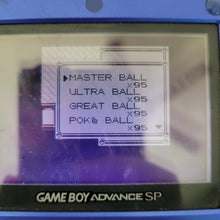 ▶MASTER BALL
×95
ULTRA BALL
×95
GREAT BALL
×95
POKé BALL
×95 ▼
GAME BOY ADVANCE SP